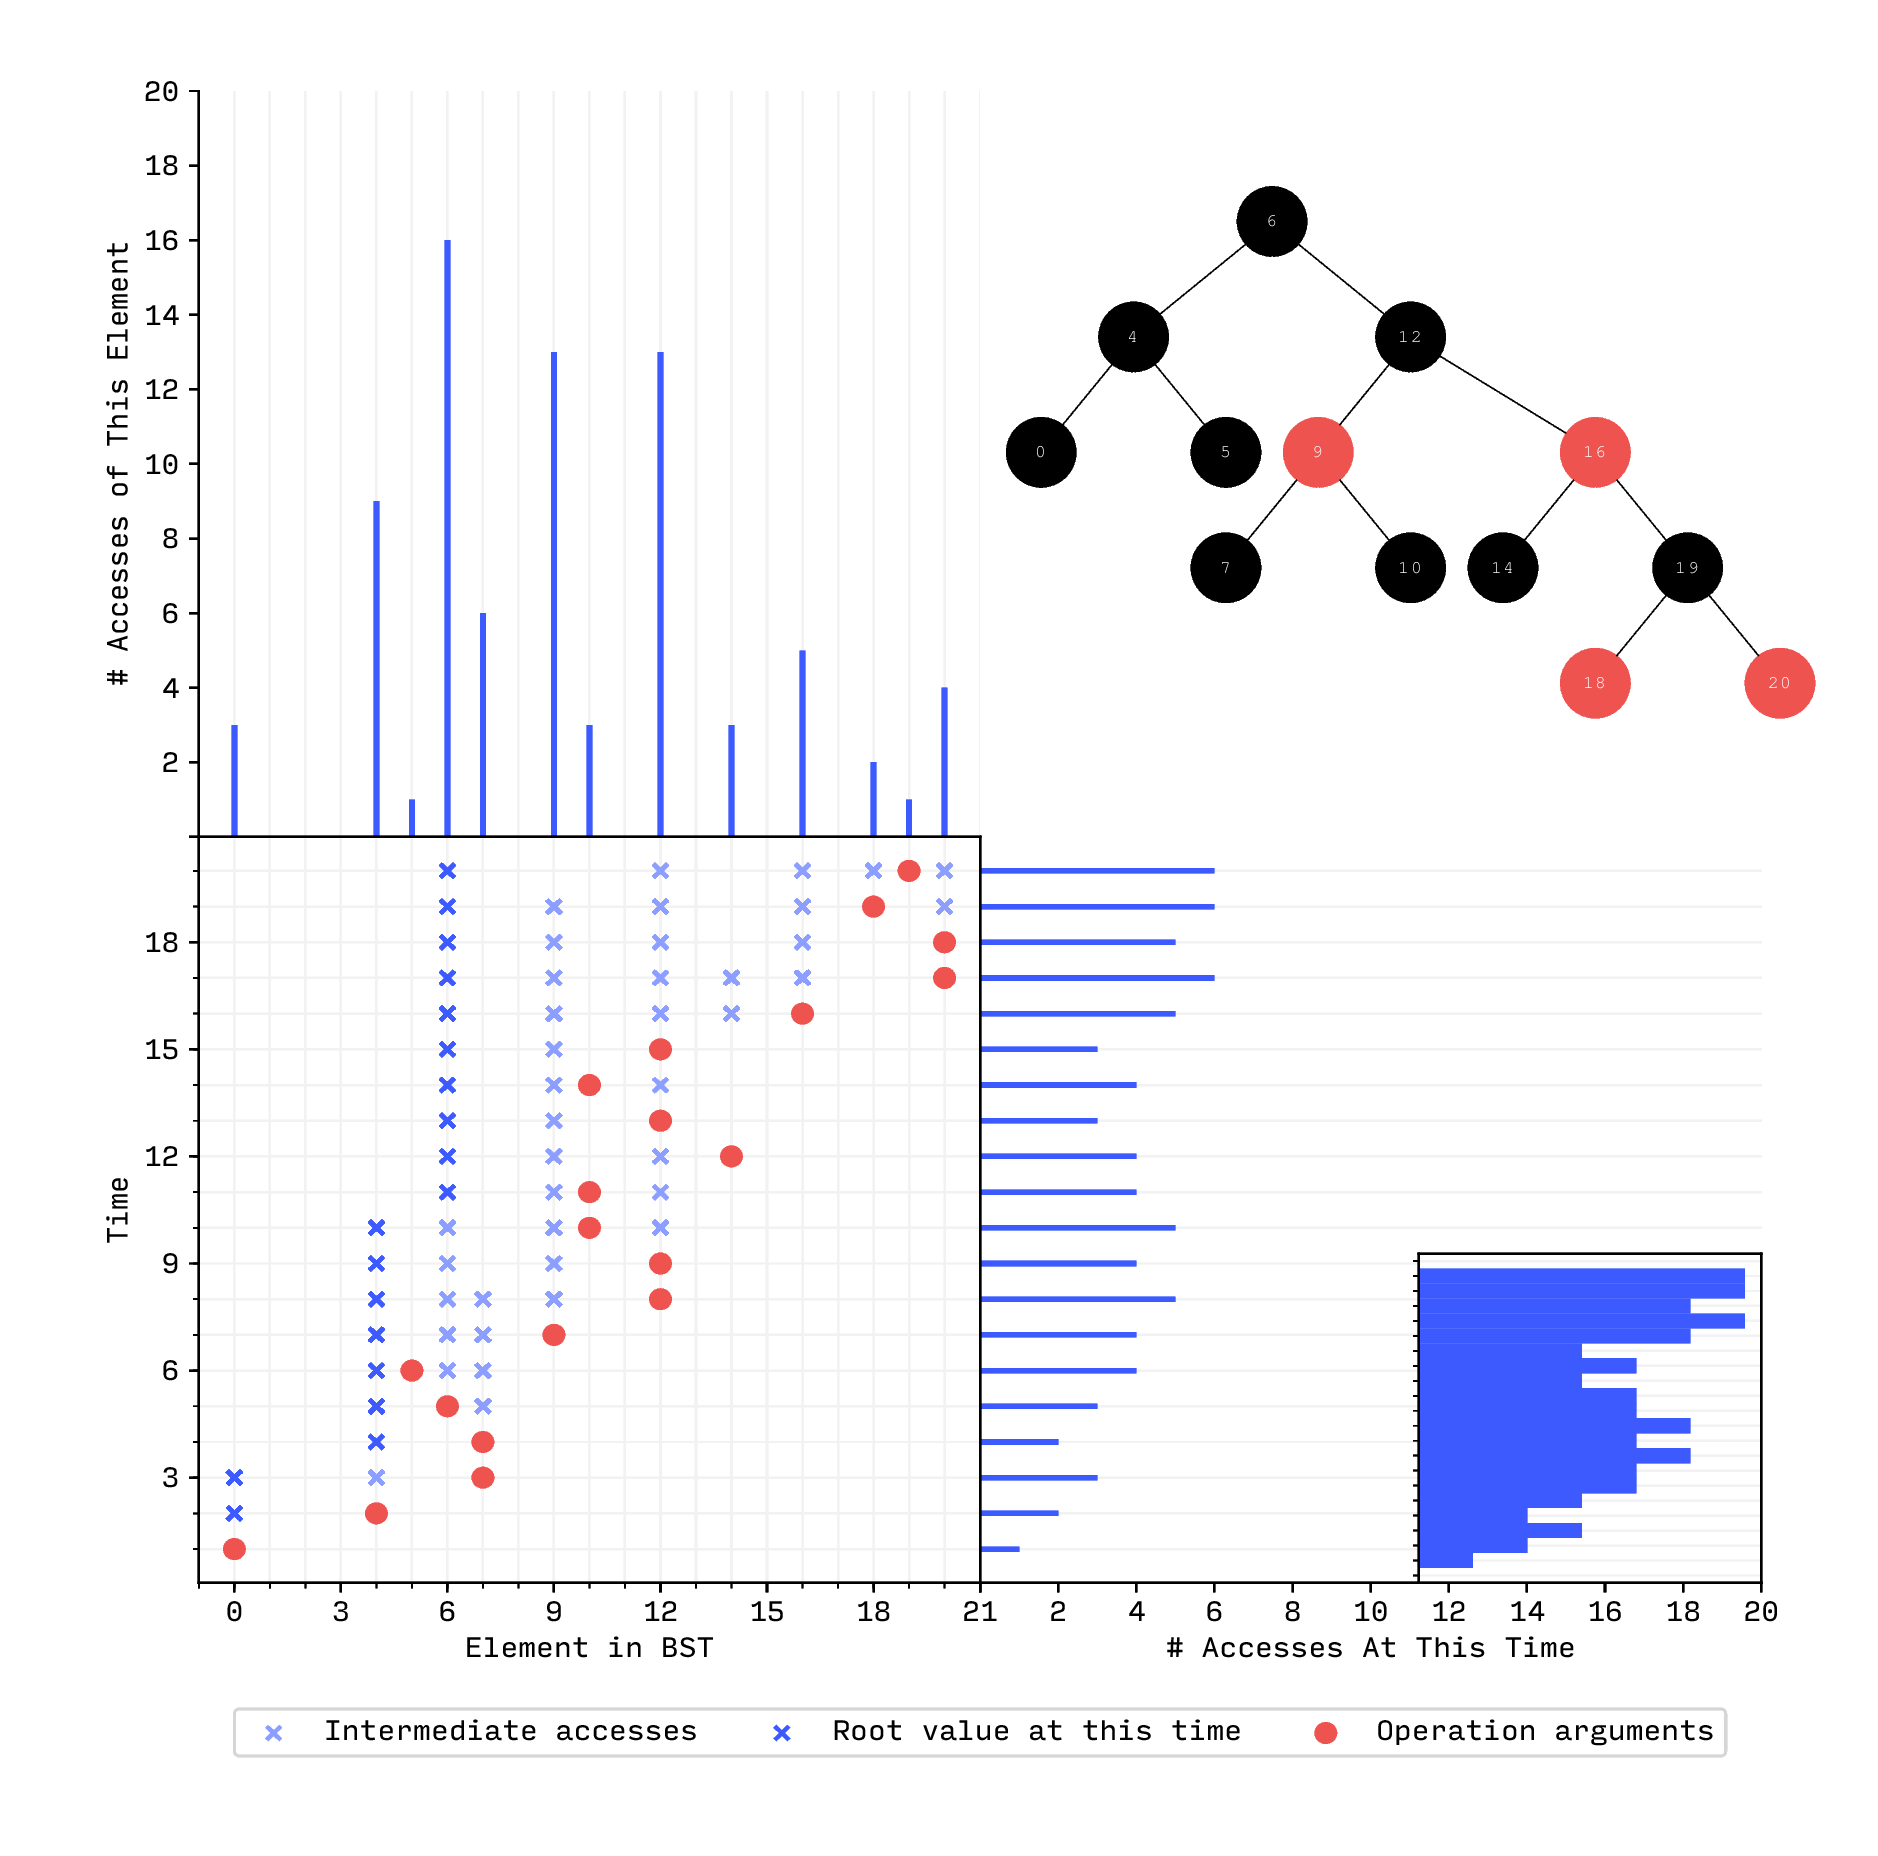 20
18
16
14
12
10
8
6
4
2
# Accesses of This Element
6
4 12
0 5 9 16
7 10 14 19
18 20
18
15
12
9
6
3
Time
0 3 6 9 12 15 18 21 2 4 6 8 10 12 14 16 18 20
Element in BST # Accesses At This Time
Intermediate accesses Root value at this time Operation arguments